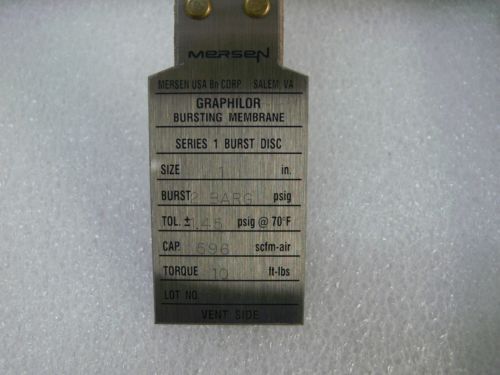 MERSEN
MERSEN USA Bn CORP. SALEM, VA
GRAPHILOR
BURSTING MEMBRANE
SERIES 1 BURST DISC
SIZE 1 in.
BURST 2 BARG psig
TOL. ± 1.45 psig @ 70°F
CAP. 696 scfm-air
TORQUE 10 ft-lbs
LOT NO.
VENT SIDE